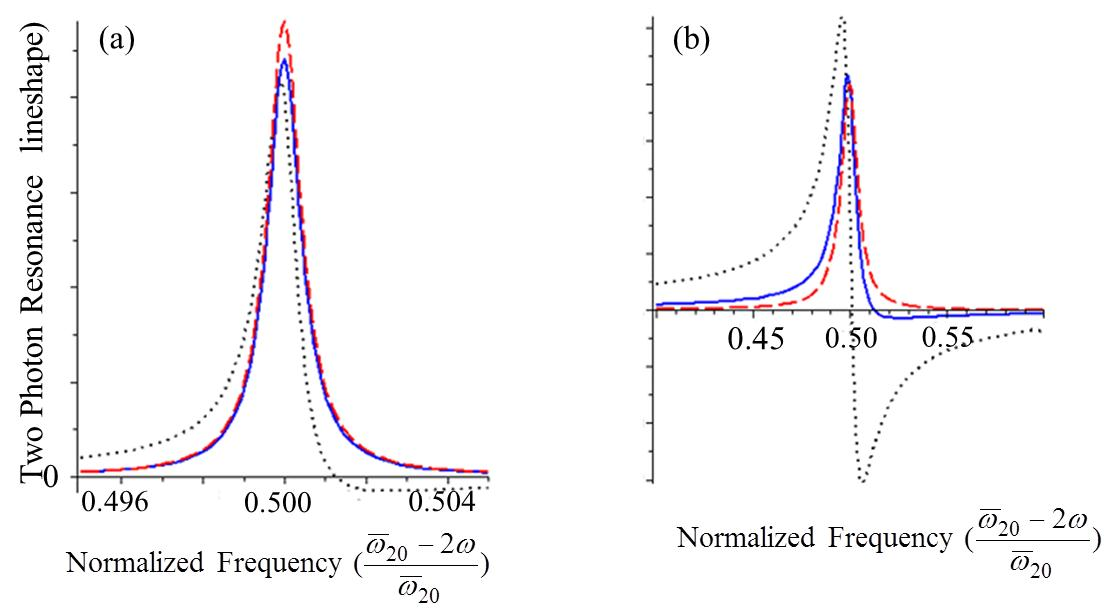 (a)
(b)
Two Photon Resonance lineshape)
0
0.496 0.500 0.504
0.45 0.50 0.55
Normalized Frequency (ω̅₂₀ − 2ω / ω̅₂₀)
Normalized Frequency (ω̅₂₀ − 2ω / ω̅₂₀)